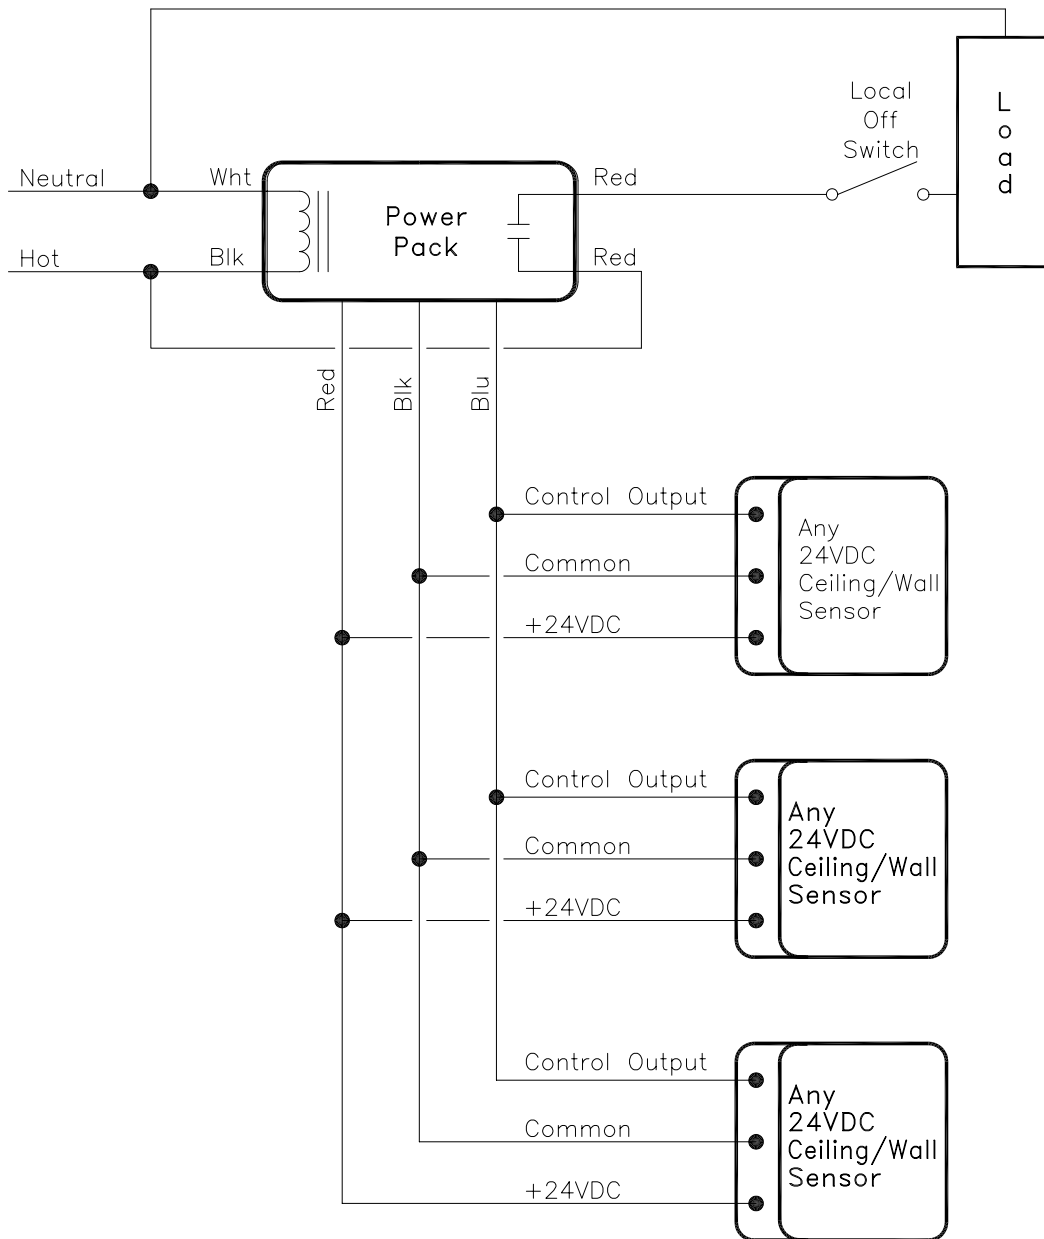 Local
Off
Switch
L
o
a
d
Neutral
Wht
Red
Power
Pack
Hot
Blk
Red
Red
Blk
Blu
Control Output
Common
+24VDC
Any
24VDC
Ceiling/Wall
Sensor
Control Output
Common
+24VDC
Any
24VDC
Ceiling/Wall
Sensor
Control Output
Common
+24VDC
Any
24VDC
Ceiling/Wall
Sensor